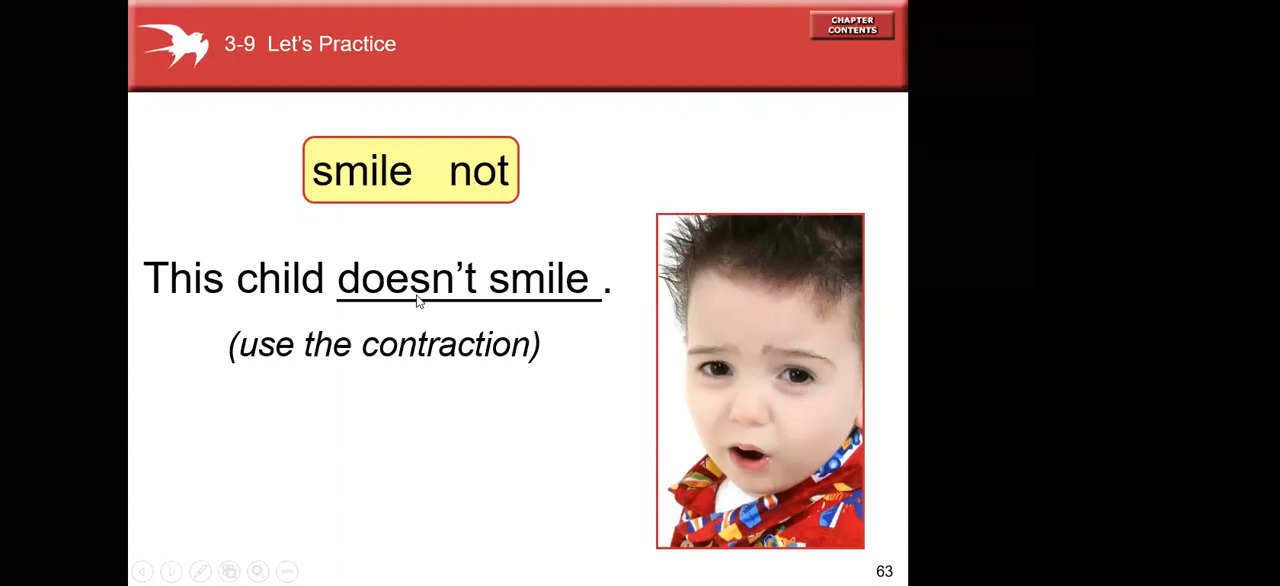 3-9 Let’s Practice
CHAPTER
CONTENTS
smile not
This child doesn’t smile .
(use the contraction)
63